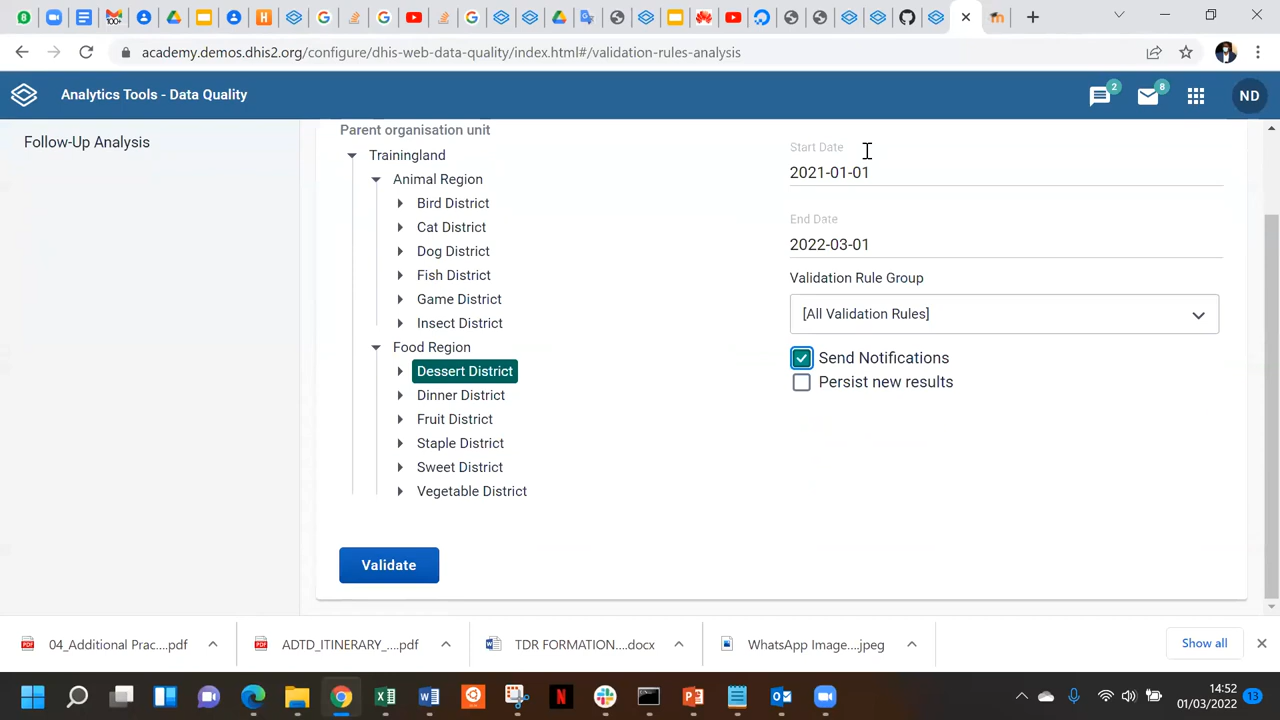 100+
academy.demos.dhis2.org/configure/dhis-web-data-quality/index.html#/validation-rules-analysis
Analytics Tools - Data Quality
2
8
ND
Follow-Up Analysis
Parent organisation unit
Trainingland
Animal Region
Bird District
Cat District
Dog District
Fish District
Game District
Insect District
Food Region
Dessert District
Dinner District
Fruit District
Staple District
Sweet District
Vegetable District
Start Date
2021-01-01
End Date
2022-03-01
Validation Rule Group
[All Validation Rules]
Send Notifications
Persist new results
Validate
04_Additional Prac....pdf
ADTD_ITINERARY_....pdf
TDR FORMATION....docx
WhatsApp Image....jpeg
Show all
14:52
01/03/2022
13